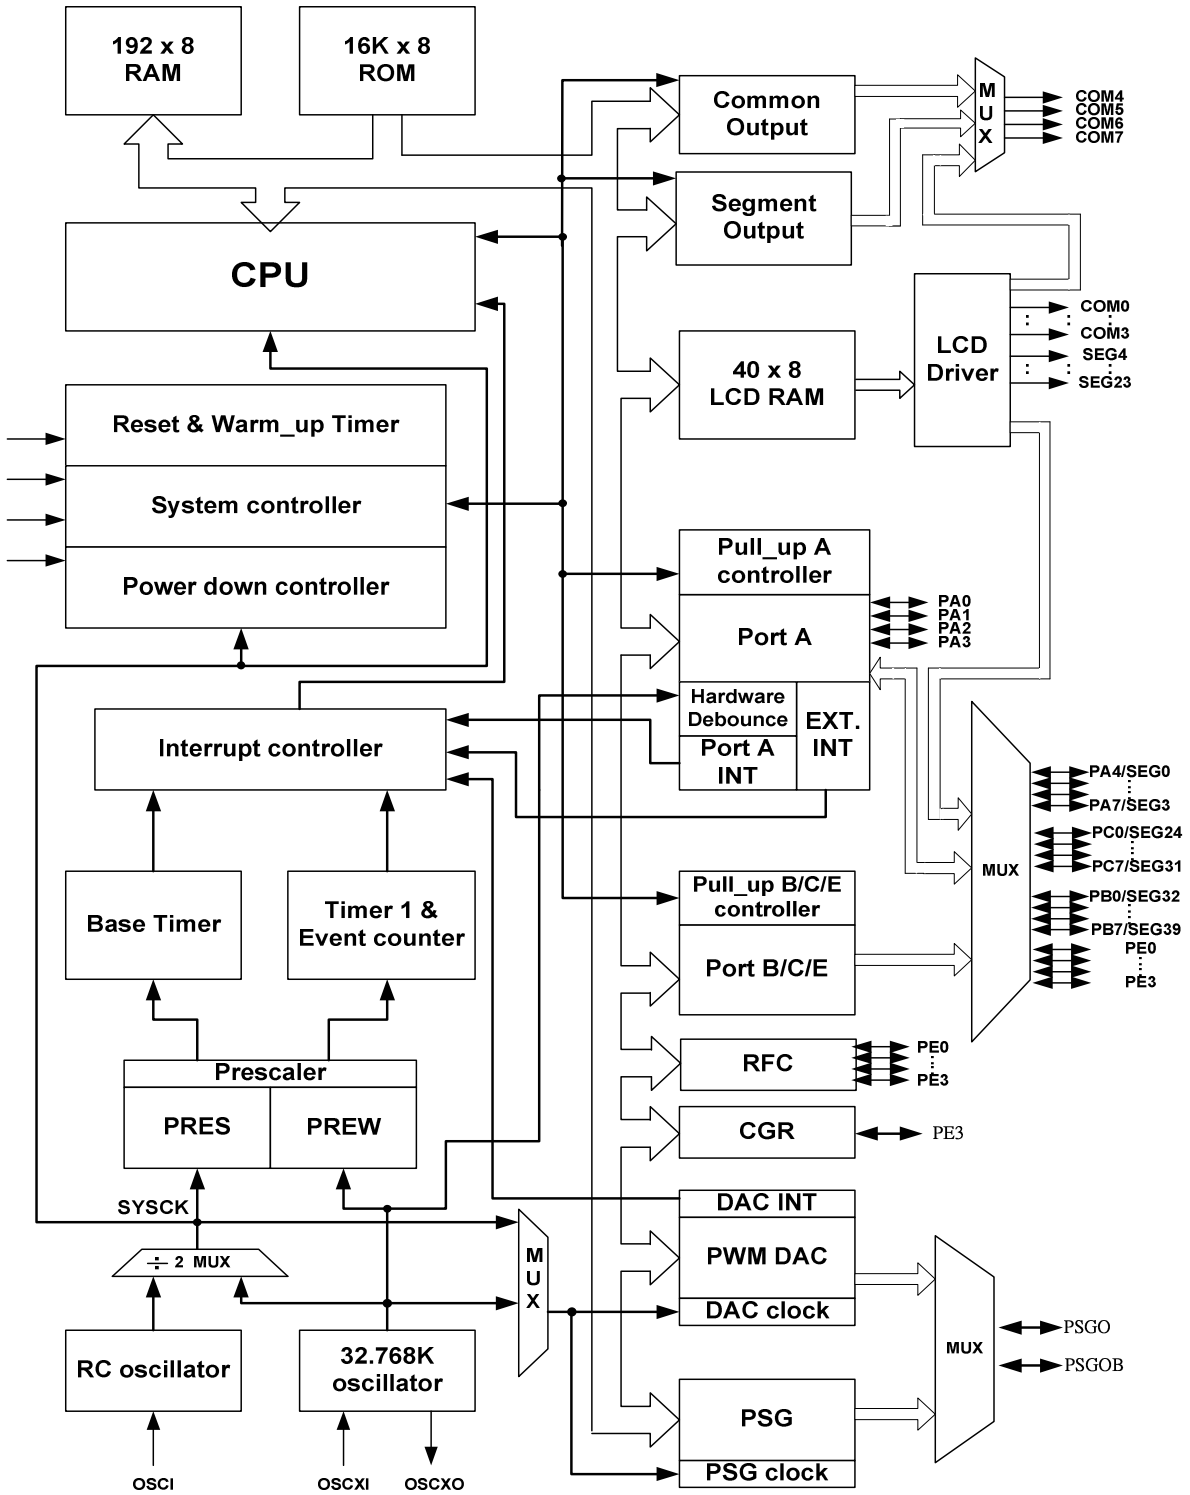 192 x 8
RAM
16K x 8
ROM
Common
Output
M
U
X
COM4
COM5
COM6
COM7
Segment
Output
CPU
40 x 8
LCD RAM
LCD
Driver
COM0
COM3
SEG4
SEG23
Reset & Warm_up Timer
System controller
Power down controller
Pull_up A
controller
Port A
PA0
PA1
PA2
PA3
Hardware
Debounce
Port A
INT
EXT.
INT
Interrupt controller
MUX
PA4/SEG0
PA7/SEG3
PC0/SEG24
PC7/SEG31
PB0/SEG32
PB7/SEG39
PE0
PE3
Base Timer
Timer 1 &
Event counter
Pull_up B/C/E
controller
Port B/C/E
Prescaler
PRES
PREW
RFC
PE0
PE3
CGR
PE3
SYSCK
÷ 2 MUX
M
U
X
DAC INT
PWM DAC
DAC clock
RC oscillator
32.768K
oscillator
PSG
PSG clock
MUX
PSGO
PSGOB
OSCI
OSCXI
OSCXO